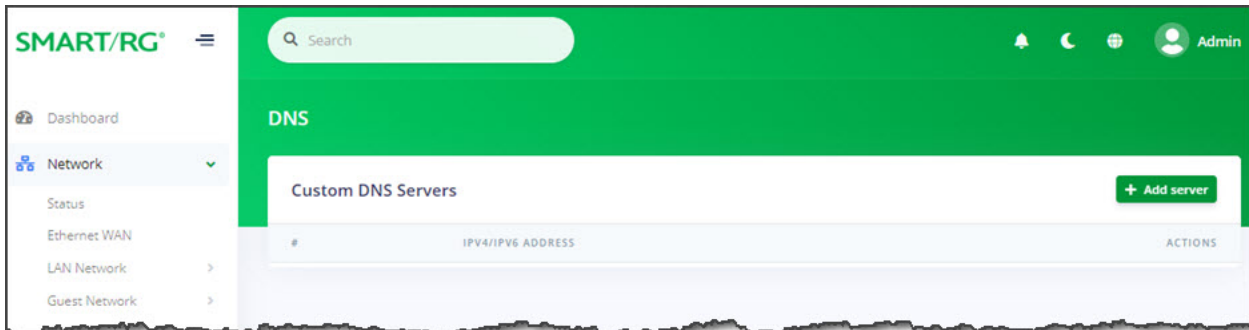 SMART/RG®
Search
Admin
Dashboard
DNS
Network
Custom DNS Servers
+ Add server
Status
Ethernet WAN
# IPV4/IPV6 ADDRESS ACTIONS
LAN Network
Guest Network